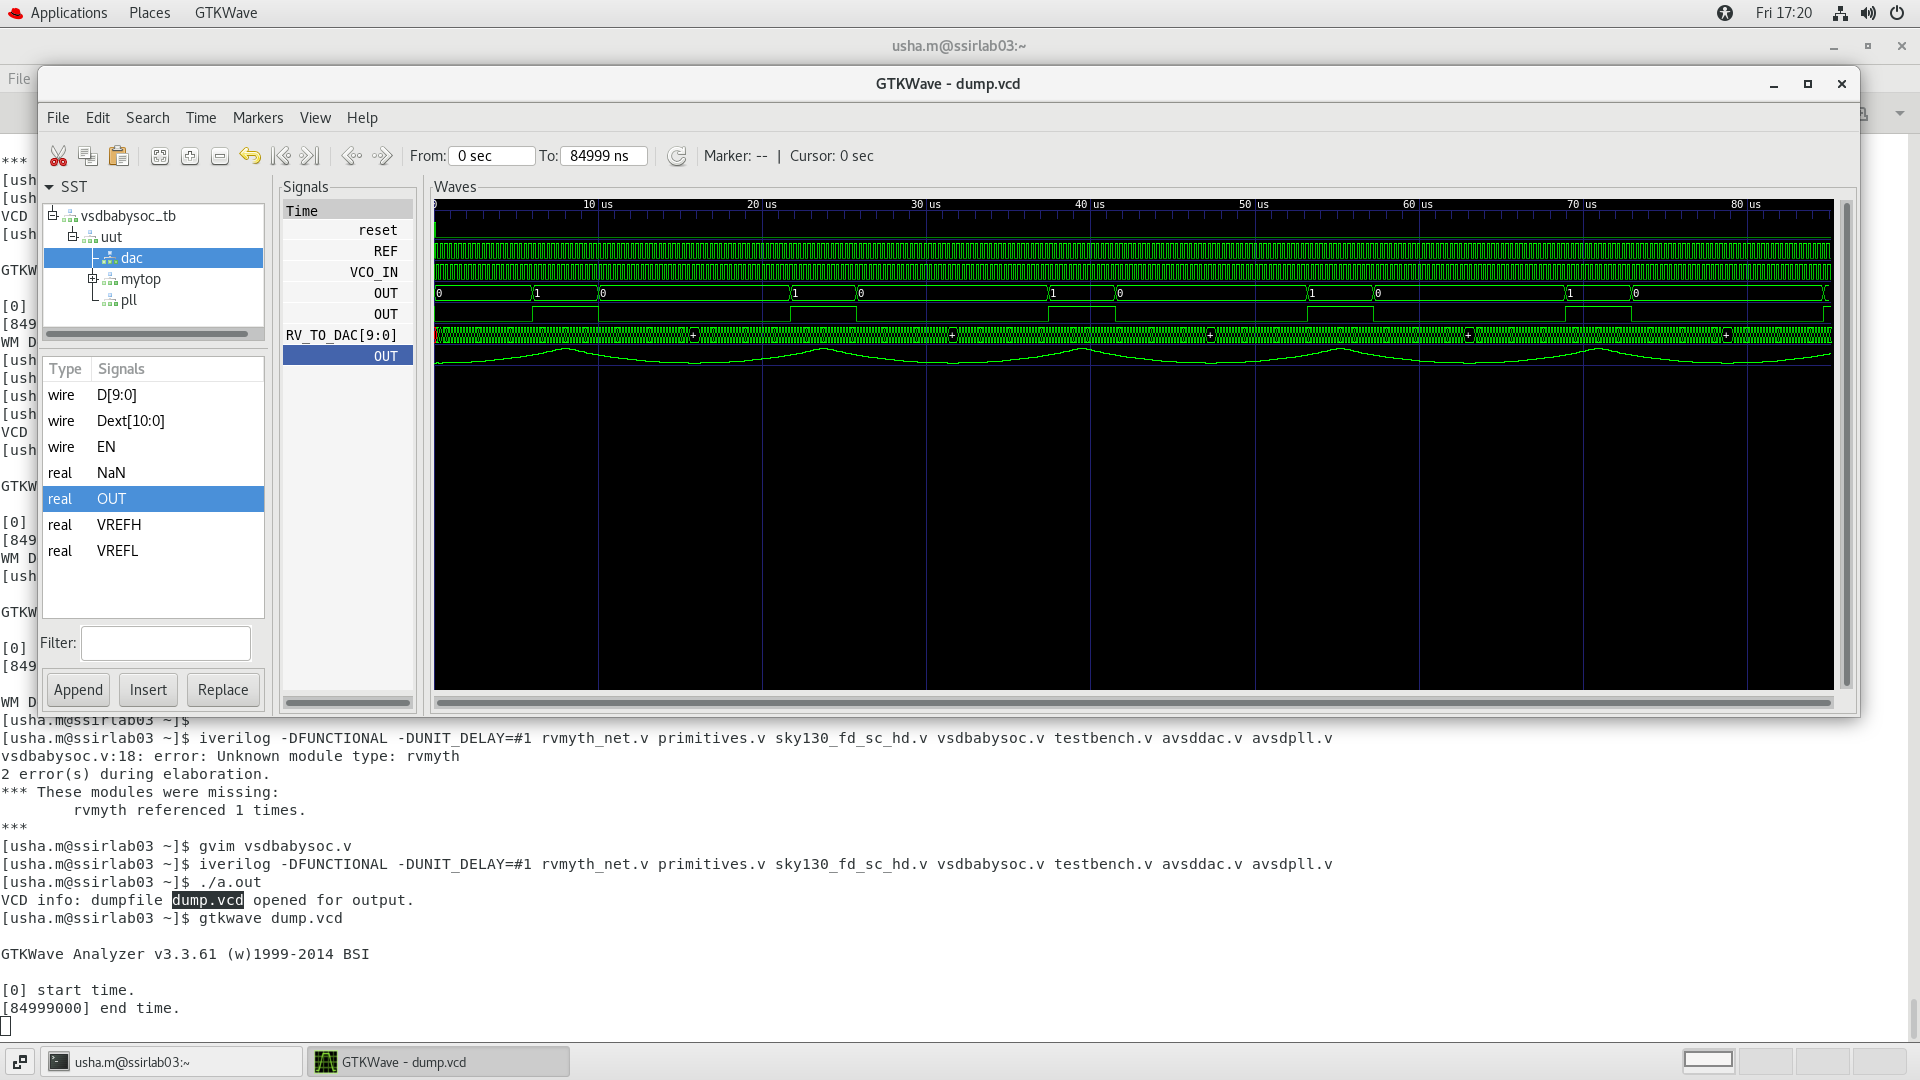 Applications Places GTKWave Fri 17:20
usha.m@ssirlab03:~
File
GTKWave - dump.vcd
File Edit Search Time Markers View Help
From: 0 sec To: 84999 ns Marker: -- | Cursor: 0 sec
SST
vsdbabysoc_tb
uut
dac
mytop
pll
Type Signals
wire D[9:0]
wire Dext[10:0]
wire EN
real NaN
real OUT
real VREFH
real VREFL
Filter:
Append Insert Replace
Signals
Time
reset
REF
VCO_IN
OUT
OUT
RV_TO_DAC[9:0]
OUT
Waves
0 10 us 20 us 30 us 40 us 50 us 60 us 70 us 80 us
0 1 0 1 0 1 0 1 0 1 0
+ + + + +
***
[ush
[ush
VCD
[ush
GTKW
[0]
[849
WM D
[ush
[ush
[ush
[ush
VCD
[ush
GTKW
[0]
[849
WM D
[ush
GTKW
[0]
[849
WM D
[usha.m@ssirlab03 ~]$
[usha.m@ssirlab03 ~]$ iverilog -DFUNCTIONAL -DUNIT_DELAY=#1 rvmyth_net.v primitives.v sky130_fd_sc_hd.v vsdbabysoc.v testbench.v avsddac.v avsdpll.v
vsdbabysoc.v:18: error: Unknown module type: rvmyth
2 error(s) during elaboration.
*** These modules were missing:
rvmyth referenced 1 times.
***
[usha.m@ssirlab03 ~]$ gvim vsdbabysoc.v
[usha.m@ssirlab03 ~]$ iverilog -DFUNCTIONAL -DUNIT_DELAY=#1 rvmyth_net.v primitives.v sky130_fd_sc_hd.v vsdbabysoc.v testbench.v avsddac.v avsdpll.v
[usha.m@ssirlab03 ~]$ ./a.out
VCD info: dumpfile dump.vcd opened for output.
[usha.m@ssirlab03 ~]$ gtkwave dump.vcd
GTKWave Analyzer v3.3.61 (w)1999-2014 BSI
[0] start time.
[84999000] end time.
usha.m@ssirlab03:~ GTKWave - dump.vcd